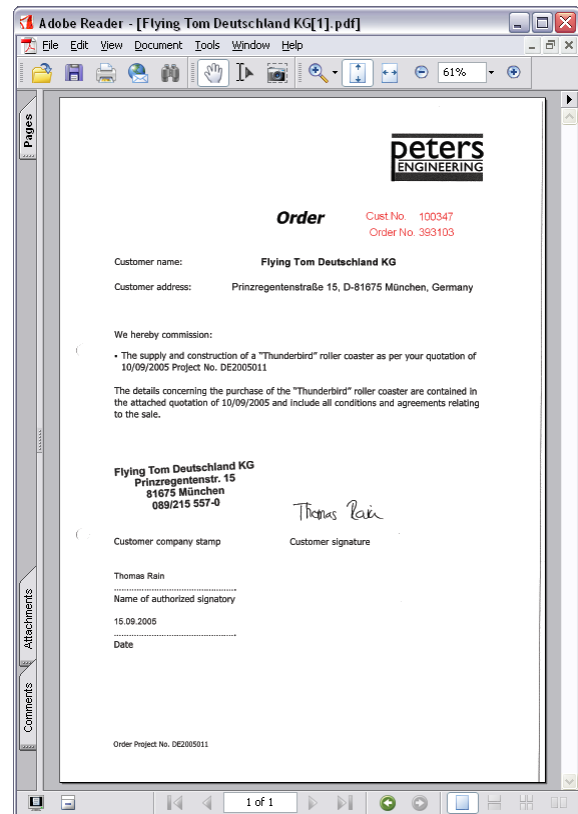 Adobe Reader - [Flying Tom Deutschland KG[1].pdf]
File Edit View Document Tools Window Help
61%
Pages
peters
ENGINEERING
Order
Cust.No. 100347
Order No. 393103
Customer name: Flying Tom Deutschland KG
Customer address: Prinzregentenstraße 15, D-81675 München, Germany
We hereby commission:
• The supply and construction of a "Thunderbird" roller coaster as per your quotation of
10/09/2005 Project No. DE2005011
The details concerning the purchase of the "Thunderbird" roller coaster are contained in
the attached quotation of 10/09/2005 and include all conditions and agreements relating
to the sale.
Flying Tom Deutschland KG
Prinzregentenstr. 15
81675 München
089/215 557-0
Thomas Rain
Customer company stamp Customer signature
Thomas Rain
Name of authorized signatory
15.09.2005
Date
Attachments
Comments
Order Project No. DE2005011
1 of 1